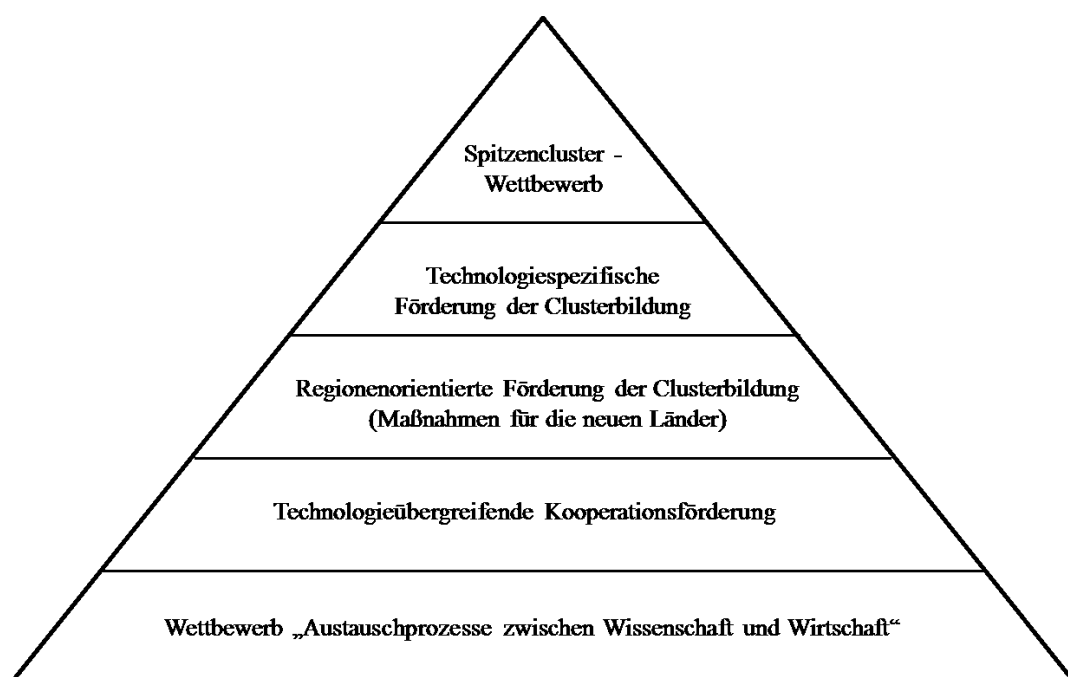 Spitzencluster -
Wettbewerb
Technologiespezifische
Förderung der Clusterbildung
Regionenorientierte Förderung der Clusterbildung
(Maßnahmen für die neuen Länder)
Technologieübergreifende Kooperationsförderung
Wettbewerb „Austauschprozesse zwischen Wissenschaft und Wirtschaft“